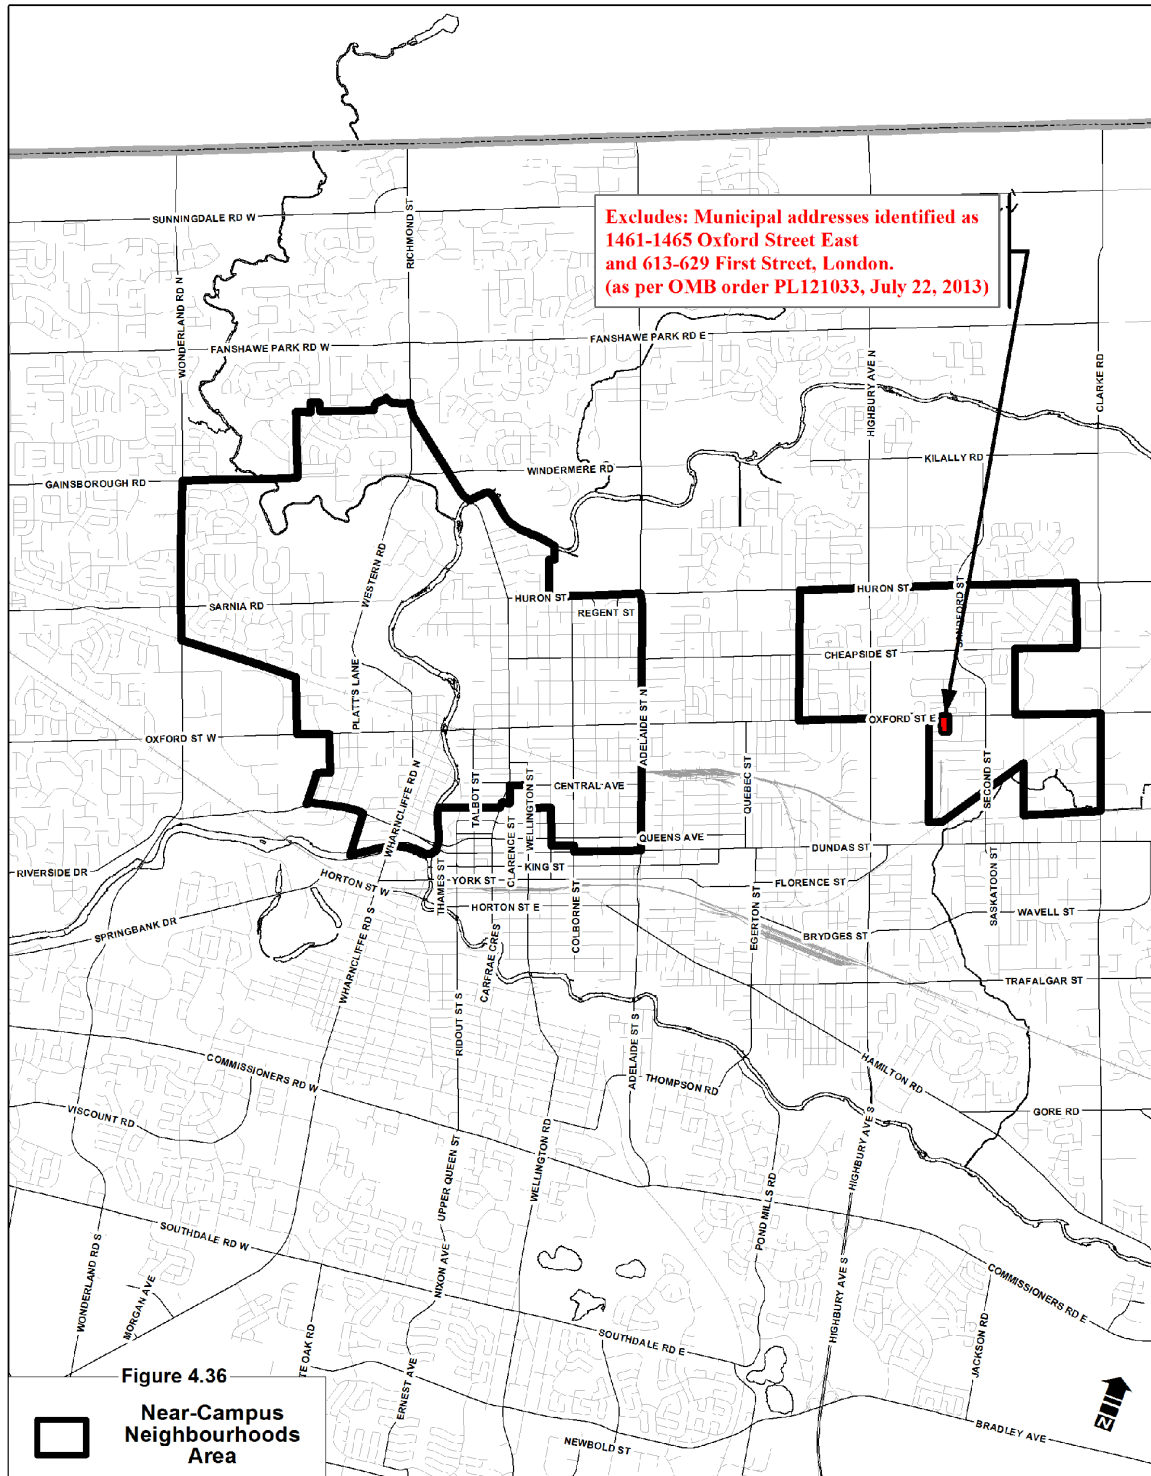 SUNNINGDALE RD W
RICHMOND ST
Excludes: Municipal addresses identified as
1461-1465 Oxford Street East
and 613-629 First Street, London.
(as per OMB order PL121033, July 22, 2013)
WONDERLAND RD N
FANSHAWE PARK RD W
FANSHAWE PARK RD E
HIGHBURY AVE N
CLARKE RD
GAINSBOROUGH RD
WINDERMERE RD
KILALLY RD
WESTERN RD
SARNIA RD
HURON ST
REGENT ST
HURON ST
SANDFORD ST
CHEAPSIDE ST
PLATT'S LANE
ADELAIDE ST N
OXFORD ST W
OXFORD ST E
WHARNCLIFFE RD N
TALBOT ST
WELLINGTON ST
CENTRAL AVE
QUEBEC ST
SECOND ST
CLARENCE ST
QUEENS AVE
DUNDAS ST
RIVERSIDE DR
HORTON ST W
THAMES ST
KING ST
YORK ST
HORTON ST E
COLBORNE ST
FLORENCE ST
EGERTON ST
SASKATOON ST
WAVELL ST
SPRINGBANK DR
BRYDGES ST
WHARNCLIFFE RD S
CARFRAE CRES
TRAFALGAR ST
RIDOUT ST S
ADELAIDE ST S
COMMISSIONERS RD W
THOMPSON RD
HAMILTON RD
VISCOUNT RD
GORE RD
WELLINGTON RD
HIGHBURY AVE S
UPPER QUEEN ST
POND MILLS RD
SOUTHDALE RD W
WONDERLAND RD S
MORGAN AVE
NIXON AVE
HIGHBURY AVE S
COMMISSIONERS RD E
TE OAK RD
SOUTHDALE RD E
JACKSON RD
ERNEST AVE
BRADLEY AVE
NEWBOLD ST
N
Figure 4.36
Near-Campus
Neighbourhoods
Area